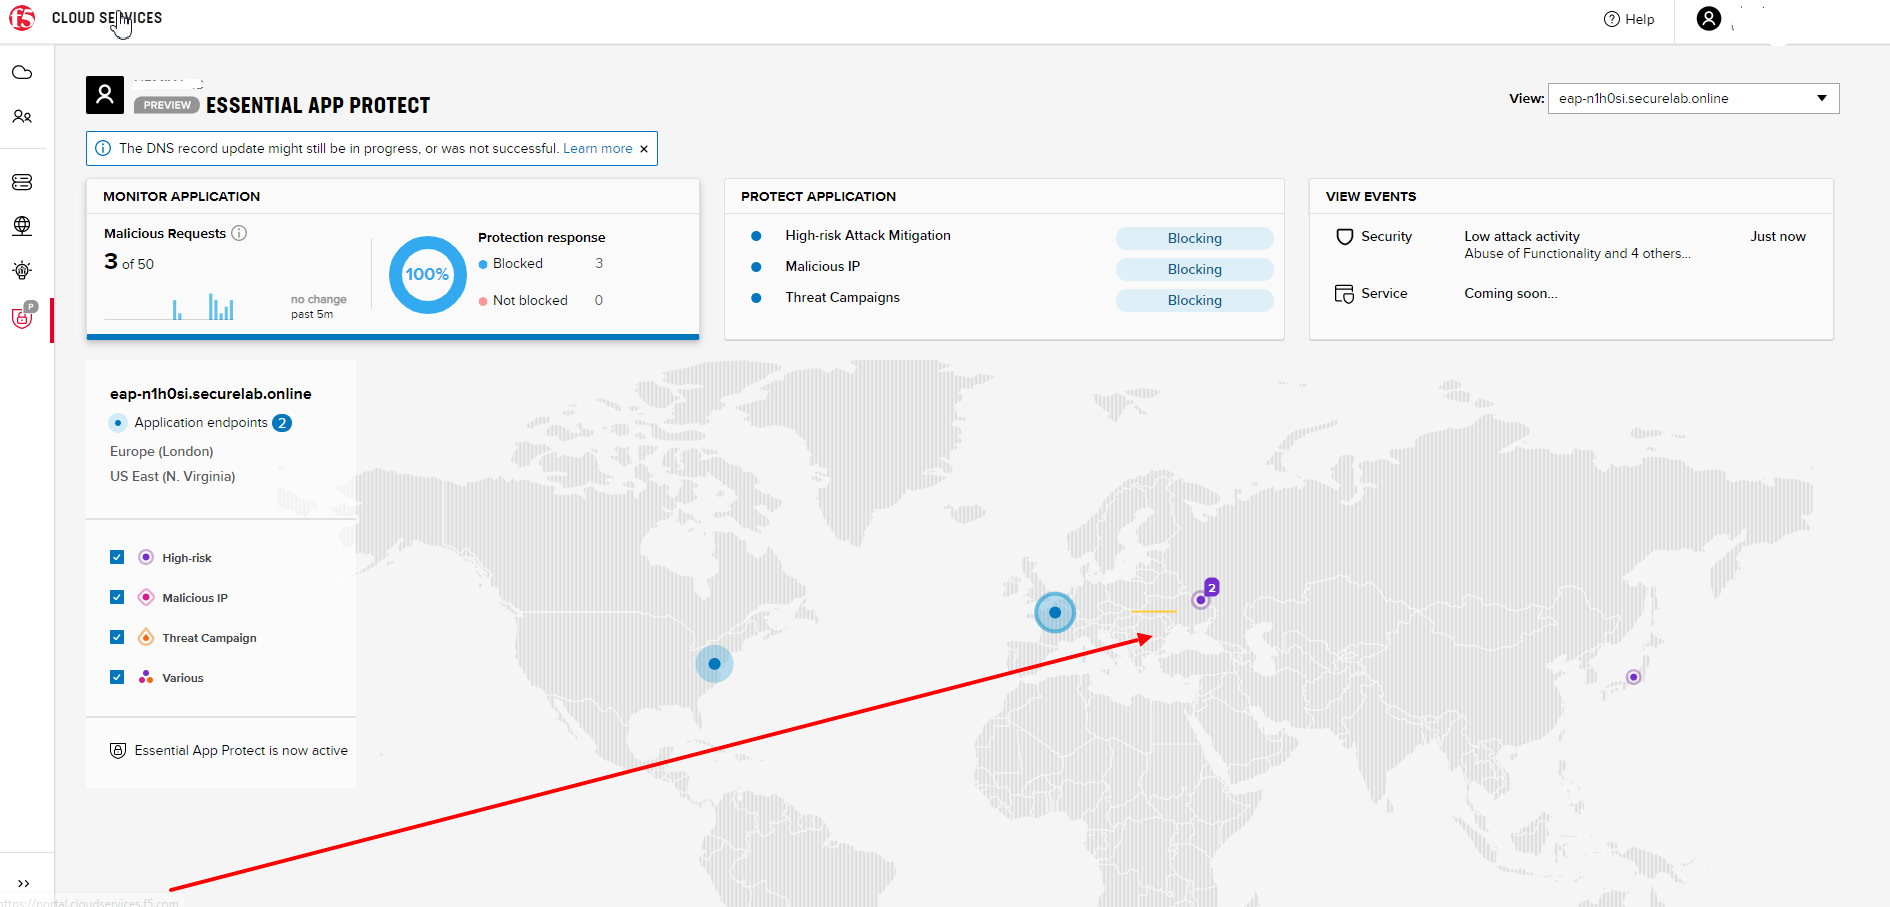 f5 CLOUD SERVICES
Help
PREVIEW ESSENTIAL APP PROTECT
View: eap-n1h0si.securelab.online
The DNS record update might still be in progress, or was not successful. Learn more ×
MONITOR APPLICATION
Malicious Requests
3 of 50
no change
past 5m
100%
Protection response
Blocked 3
Not blocked 0
PROTECT APPLICATION
High-risk Attack Mitigation Blocking
Malicious IP Blocking
Threat Campaigns Blocking
VIEW EVENTS
Security Low attack activity Just now
Abuse of Functionality and 4 others...
Service Coming soon...
P
eap-n1h0si.securelab.online
Application endpoints 2
Europe (London)
US East (N. Virginia)
High-risk
Malicious IP
Threat Campaign
Various
Essential App Protect is now active
2
https://portal.cloudservices.f5.com